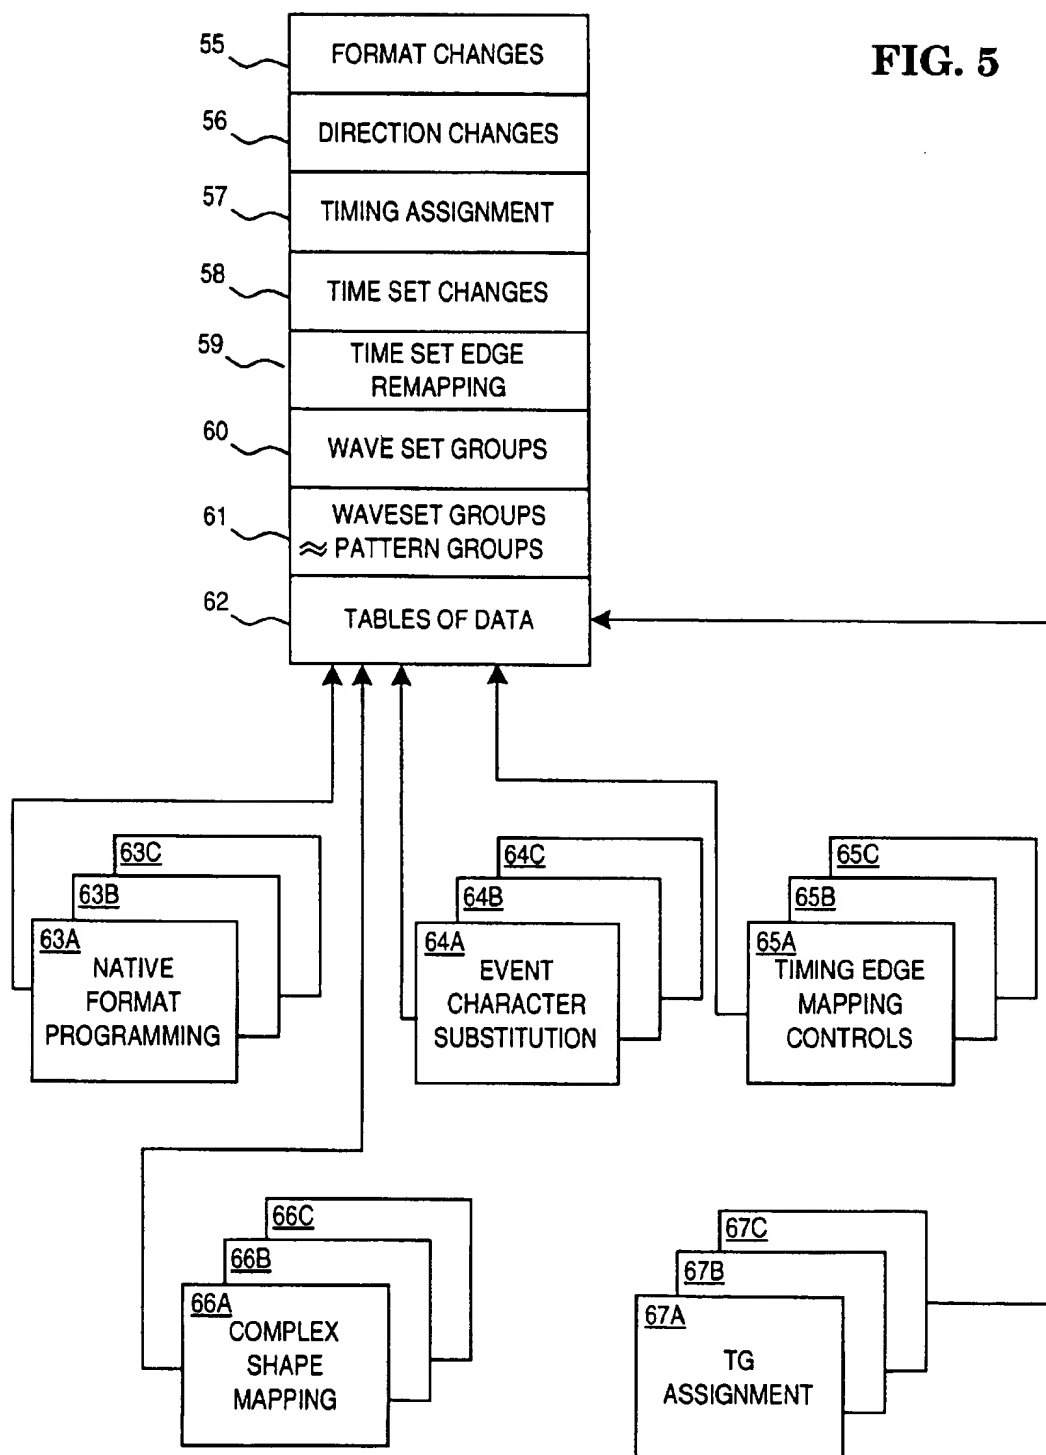 FIG. 5
55
FORMAT CHANGES
56
DIRECTION CHANGES
57
TIMING ASSIGNMENT
58
TIME SET CHANGES
59
TIME SET EDGE
REMAPPING
60
WAVE SET GROUPS
61
WAVESET GROUPS
≈ PATTERN GROUPS
62
TABLES OF DATA
63C
63B
63A
NATIVE
FORMAT
PROGRAMMING
64C
64B
64A
EVENT
CHARACTER
SUBSTITUTION
65C
65B
65A
TIMING EDGE
MAPPING
CONTROLS
66C
66B
66A
COMPLEX
SHAPE
MAPPING
67C
67B
67A
TG
ASSIGNMENT